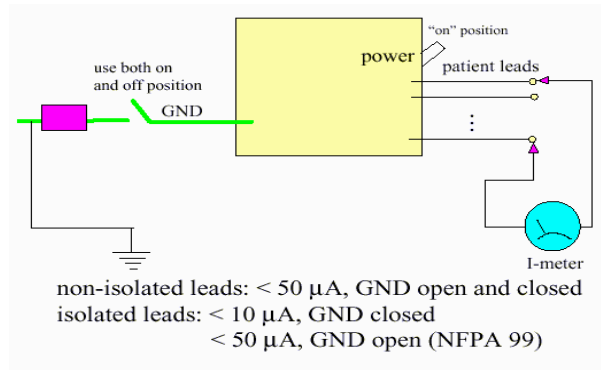 "on" position
power
patient leads
use both on
and off position
GND
I-meter
non-isolated leads: < 50 μA, GND open and closed
isolated leads: < 10 μA, GND closed
< 50 μA, GND open (NFPA 99)